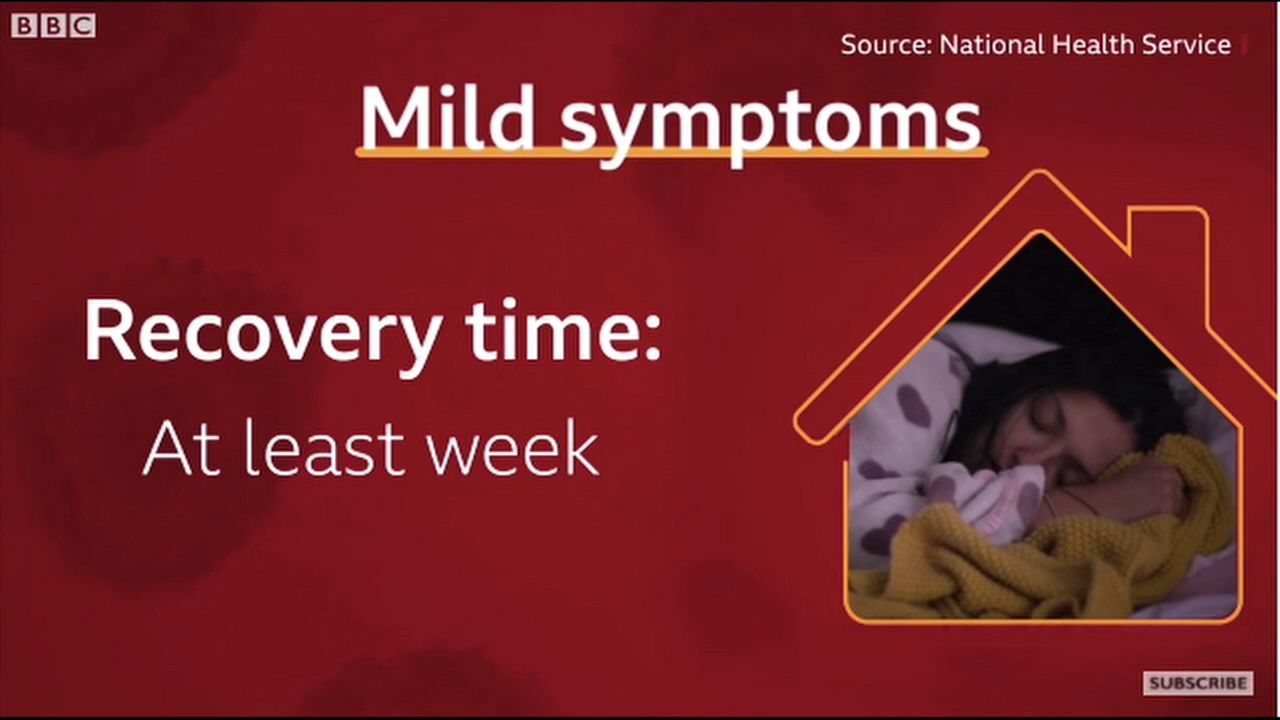 BBC
Source: National Health Service
Mild symptoms
Recovery time:
At least week
SUBSCRIBE